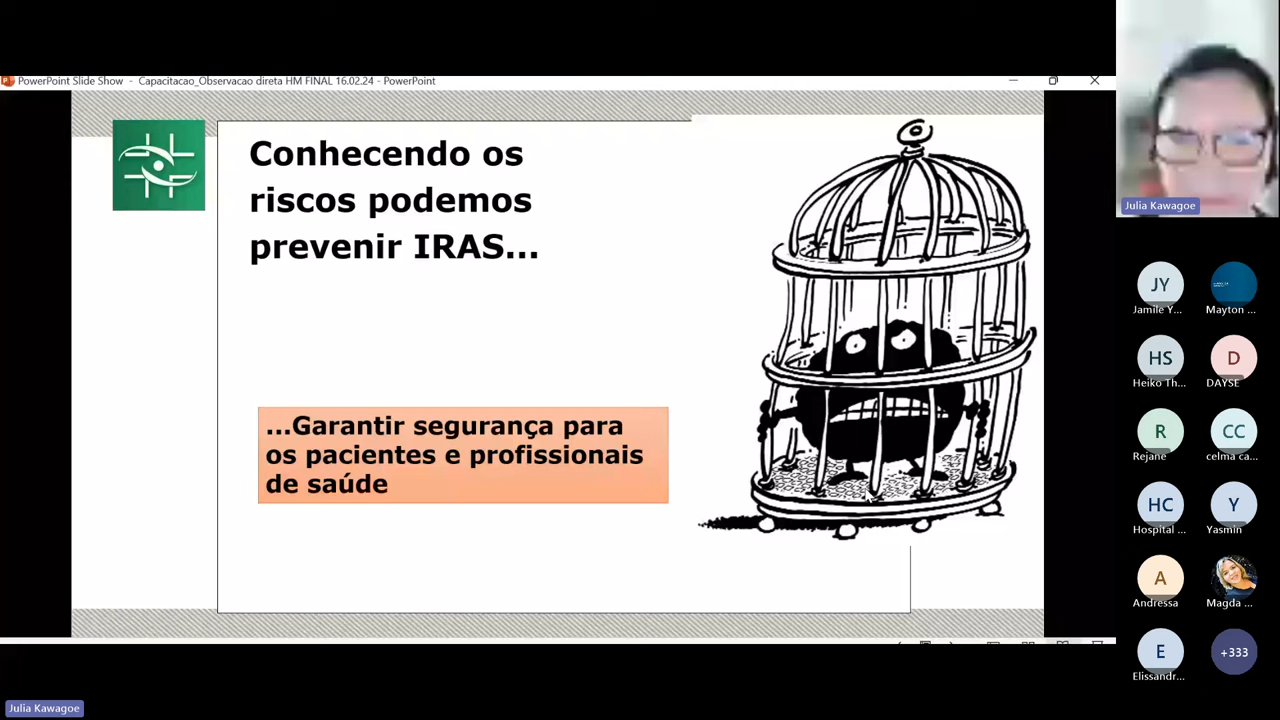 PowerPoint Slide Show - Capacitacao_Observacao direta HM FINAL 16.02.24 - PowerPoint
Conhecendo os
riscos podemos
prevenir IRAS...
...Garantir segurança para
os pacientes e profissionais
de saúde
Julia Kawagoe
JY
Jamile Y...
Mayton ...
HS
Heiko Th...
D
DAYSE
R
Rejane
CC
celma ca...
HC
Hospital ...
Y
Yasmin
A
Andressa
Magda ...
E
Elissandr...
+333
Julia Kawagoe